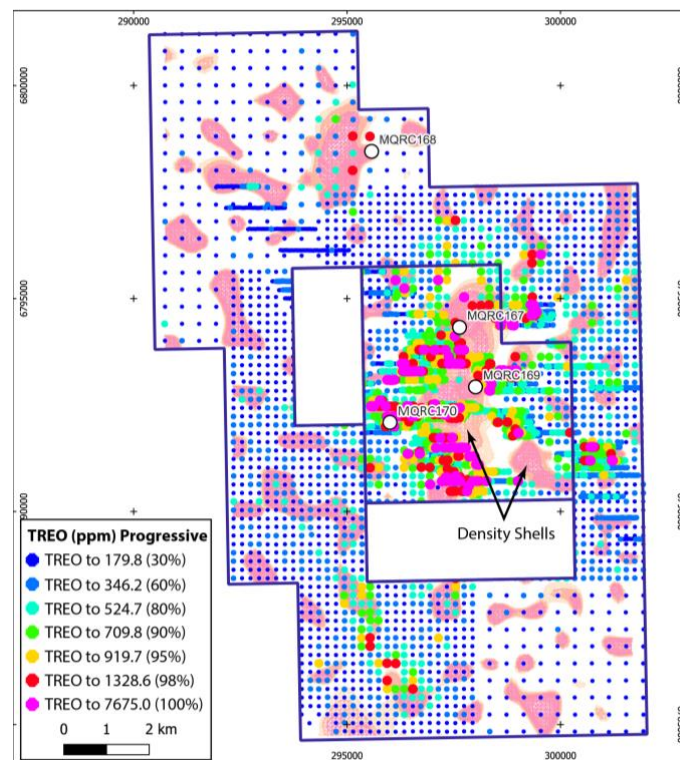 290000
295000
300000
6800000
MQRC168
6795000
MQRC167
MQRC169
MQRC170
90000
Density Shells
TREO (ppm) Progressive
TREO to 179.8 (30%)
TREO to 346.2 (60%)
TREO to 524.7 (80%)
TREO to 709.8 (90%)
TREO to 919.7 (95%)
TREO to 1328.6 (98%)
TREO to 7675.0 (100%)
0 1 2 km
295000
300000